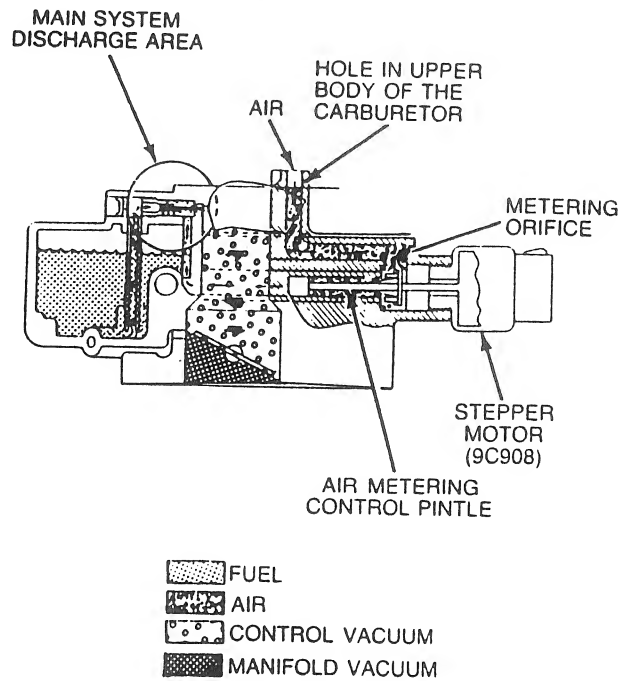 MAIN SYSTEM
DISCHARGE AREA
HOLE IN UPPER
BODY OF THE
CARBURETOR
AIR
METERING
ORIFICE
STEPPER
MOTOR
(9C908)
AIR METERING
CONTROL PINTLE
FUEL
AIR
CONTROL VACUUM
MANIFOLD VACUUM